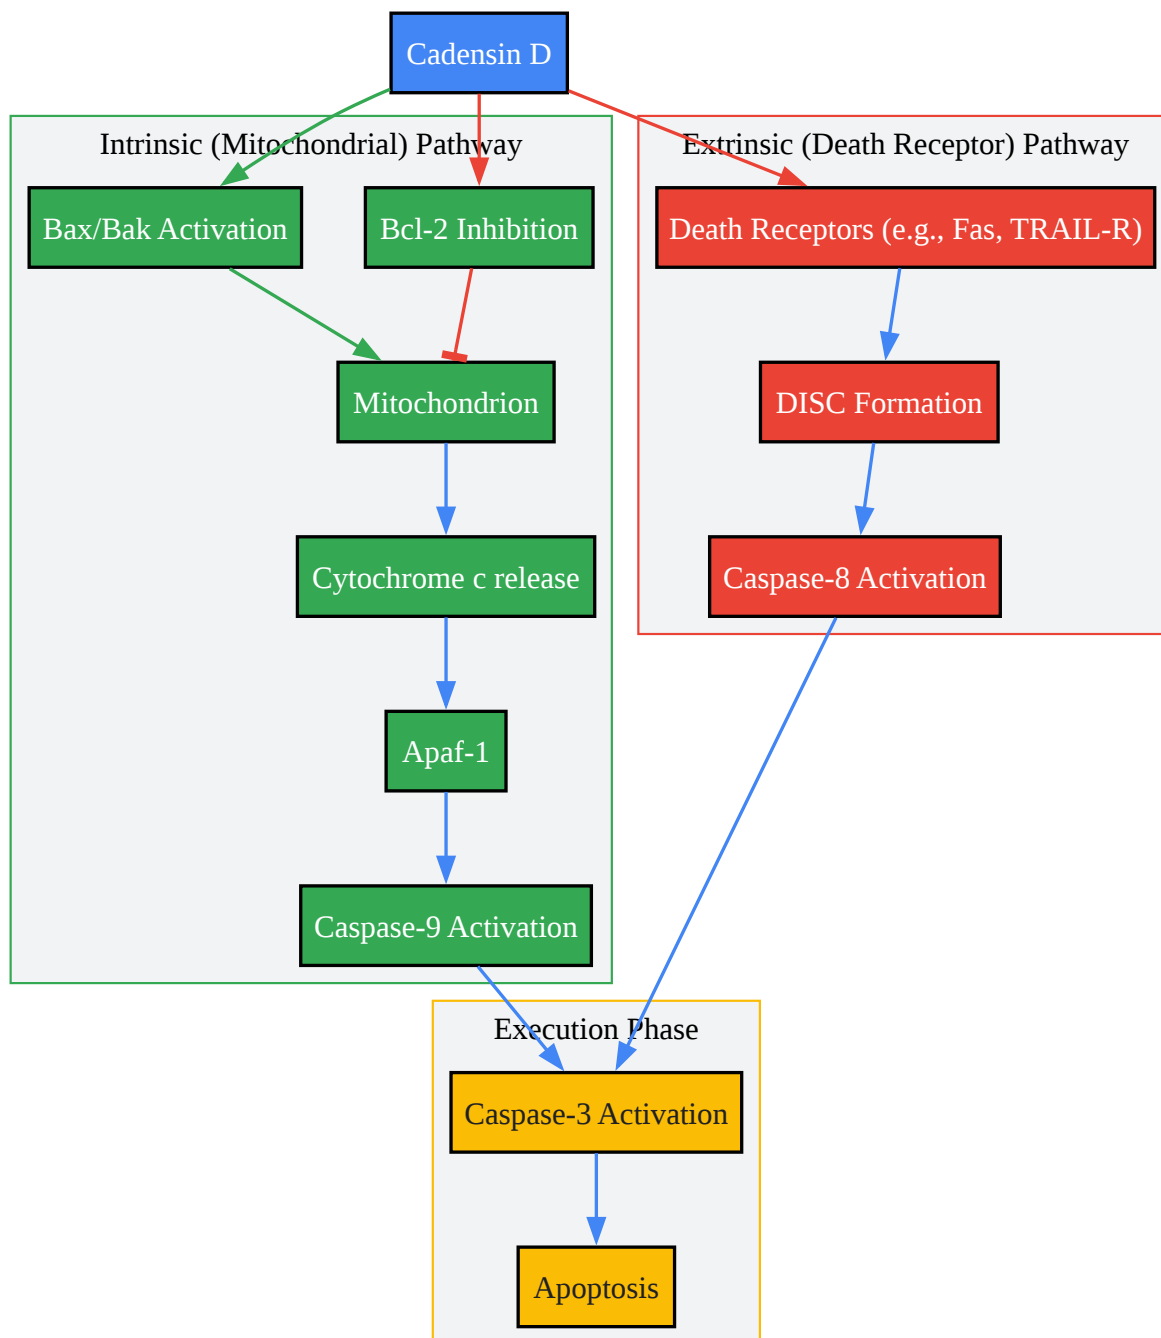 Cadensin D
Intrinsic (Mitochondrial) Pathway
Extrinsic (Death Receptor) Pathway
Bax/Bak Activation
Bcl-2 Inhibition
Death Receptors (e.g., Fas, TRAIL-R)
Mitochondrion
DISC Formation
Cytochrome c release
Caspase-8 Activation
Apaf-1
Caspase-9 Activation
Execution Phase
Caspase-3 Activation
Apoptosis